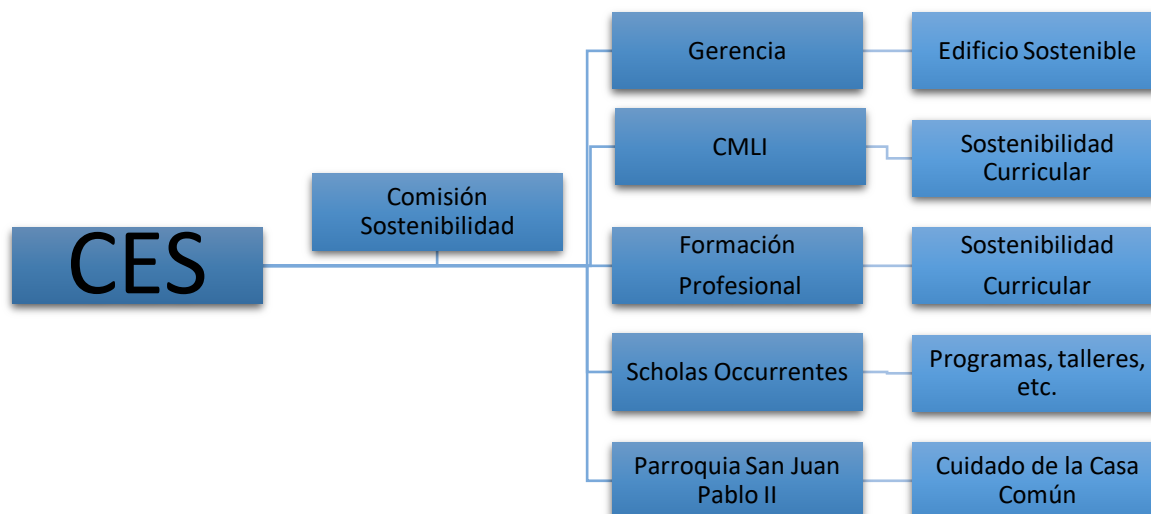 Gerencia
Edificio Sostenible
CMLI
Sostenibilidad
Curricular
Comisión
Sostenibilidad
CES
Formación
Profesional
Sostenibilidad
Curricular
Scholas Occurrentes
Programas, talleres,
etc.
Parroquia San Juan
Pablo II
Cuidado de la Casa
Común